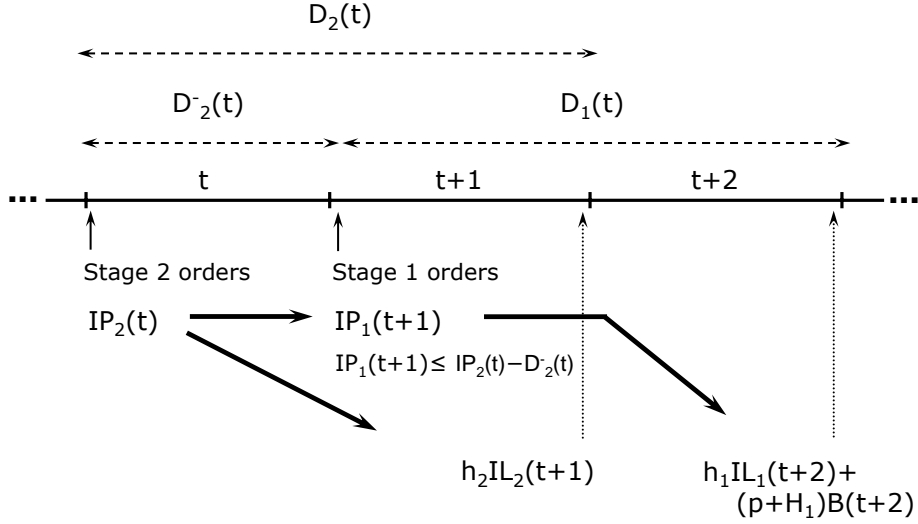 D₂(t)
D⁻₂(t) D₁(t)
... t t+1 t+2 ...
Stage 2 orders Stage 1 orders
IP₂(t) IP₁(t+1)
IP₁(t+1) ≤ IP₂(t)−D⁻₂(t)
h₂IL₂(t+1) h₁IL₁(t+2)+
(p+H₁)B(t+2)